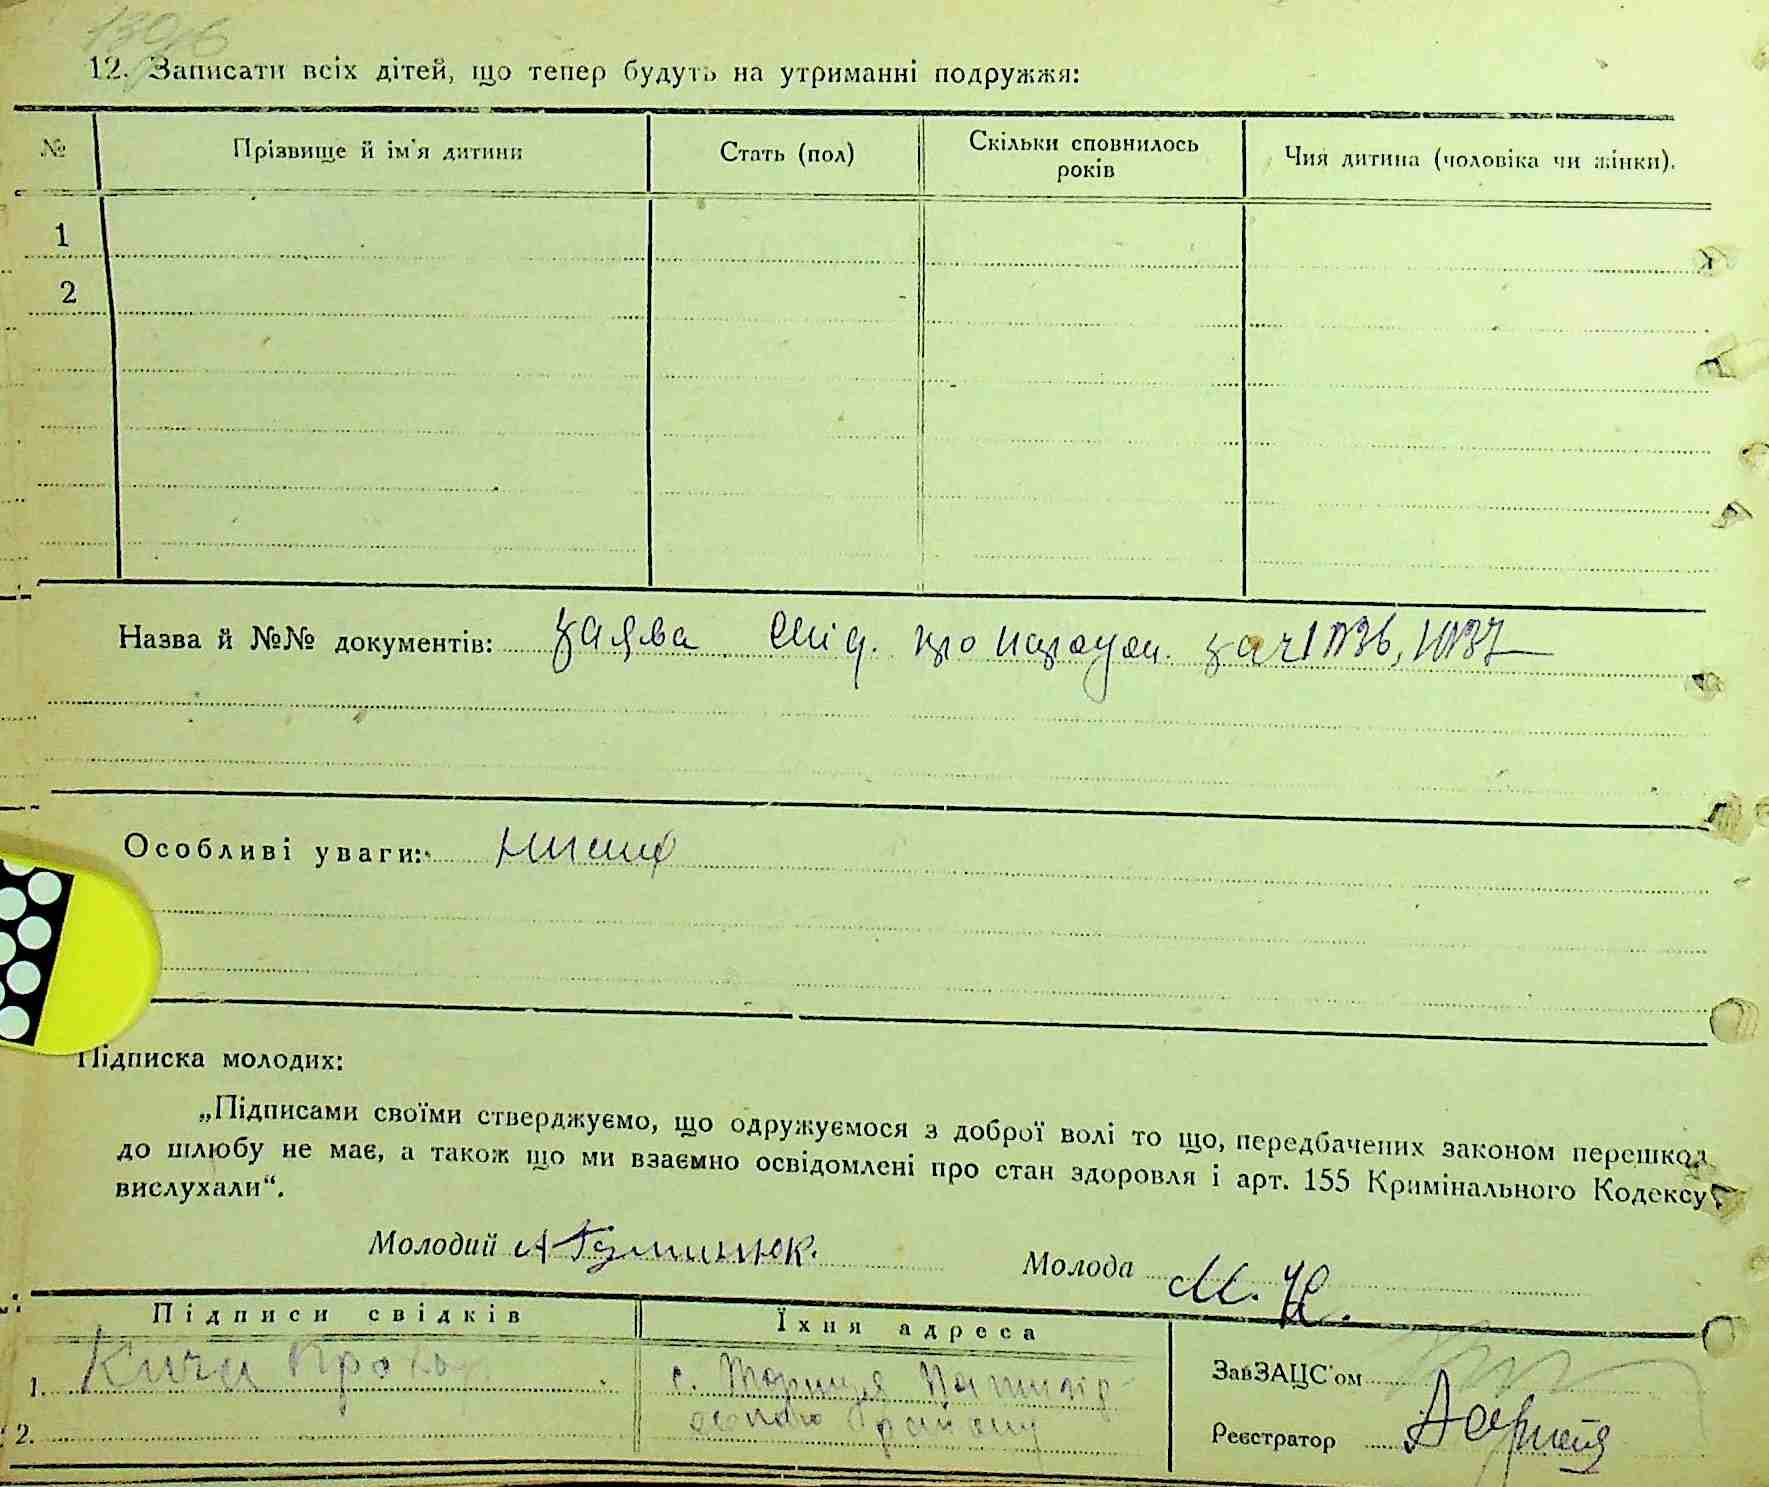 12. Записати всіх дітей, що тепер будуть на утриманні подружжя:
№ Прізвище й ім'я дитини Стать (пол) Скільки сповнилось років Чия дитина (чоловіка чи жінки).
1
2
Назва й №№ документів: заява про
Особливі уваги:
Підписка молодих:
„Підписами своїми стверджуємо, що одружуємося з доброї волі то що, передбачених законом перешкод
до шлюбу не має, а також що ми взаємно освідомлені про стан здоровля і арт. 155 Кримінального Кодексу
вислухали“.
Молодий Молода М. Н.
Підписи свідків Їхня адреса
1. с.
ЗавЗАЦС'ом
2. району
Реєстратор